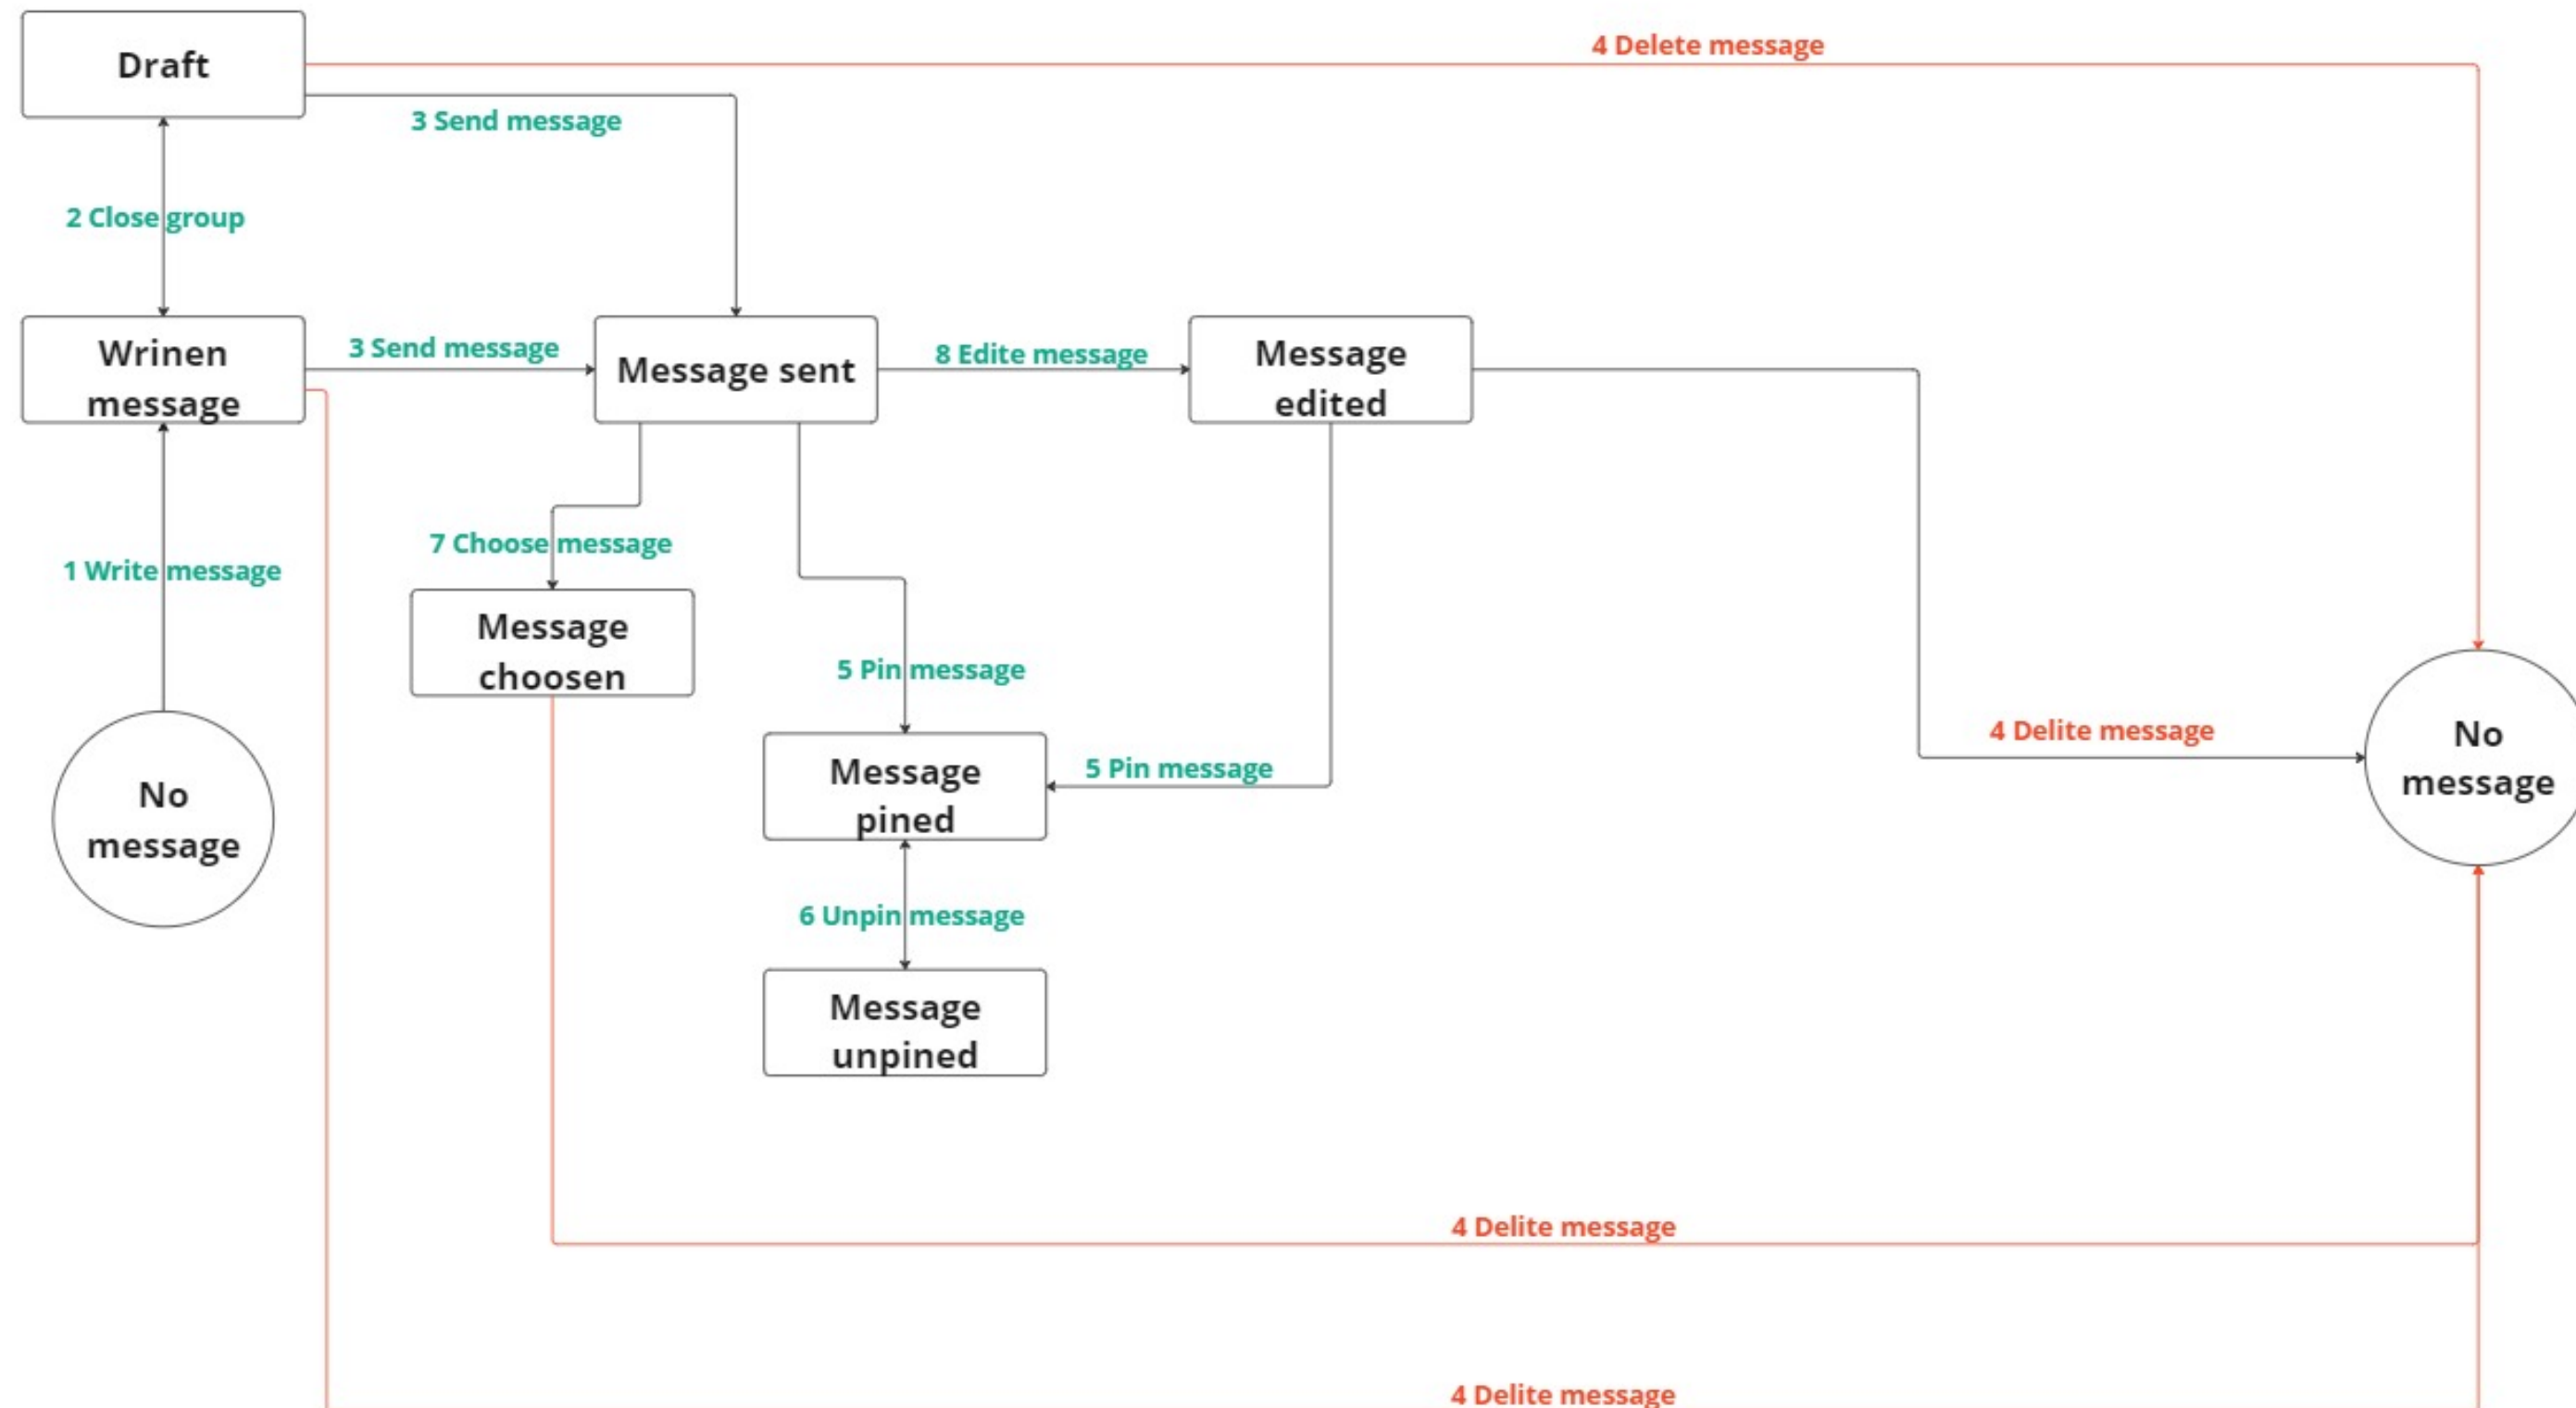 Draft
4 Delete message
3 Send message
2 Close group
Wrinen
message
3 Send message
Message sent
8 Edite message
Message
edited
7 Choose message
1 Write message
Message
choosen
5 Pin message
4 Delite message
No
message
Message
pined
5 Pin message
No
message
6 Unpin message
Message
unpined
4 Delite message
4 Delite message